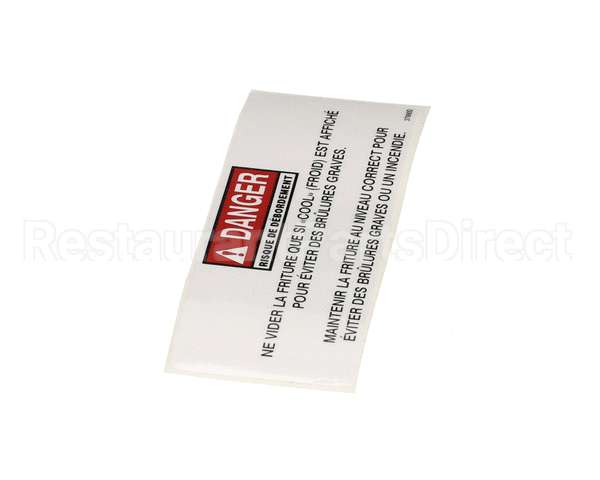 DANGER
RISQUE DE DÉBORDEMENT
NE VIDER LA FRITURE QUE SI «COOL» (FROID) EST AFFICHÉ
POUR ÉVITER DES BRÛLURES GRAVES.
MAINTENIR LA FRITURE AU NIVEAU CORRECT POUR
ÉVITER DES BRÛLURES GRAVES OU UN INCENDIE.
RestaurantPartsDirect